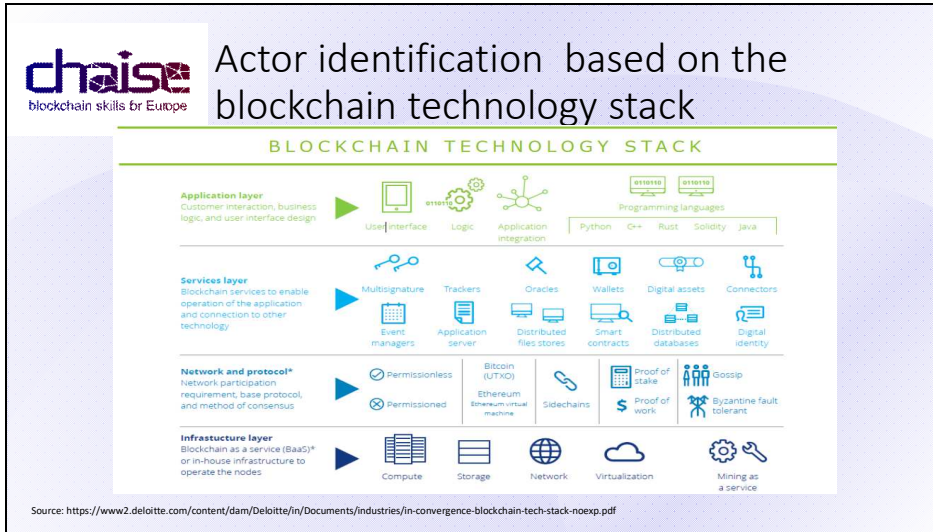 chaise
blockchain skills for Europe
Actor identification based on the
blockchain technology stack
BLOCKCHAIN TECHNOLOGY STACK
Application layer
Customer interaction, business
logic, and user interface design
User interface
0110110
Logic
Application
integration
0110110
0110110
Programming languages
Python
C++
Rust
Solidity
Java
Services layer
Blockchain services to enable
operation of the application
and connection to other
technology
Multisignature
Trackers
Oracles
Wallets
Digital assets
Connectors
Event
managers
Application
server
Distributed
files stores
Smart
contracts
Distributed
databases
Digital
identity
Network and protocol*
Network participation
requirement, base protocol,
and method of consensus
Permissionless
Permissioned
Bitcoin
(UTXO)
Ethereum
Ethereum virtual
machine
Sidechains
Proof of
stake
$ Proof of
work
Gossip
Byzantine fault
tolerant
Infrastucture layer
Blockchain as a service (BaaS)*
or in-house infrastructure to
operate the nodes
Compute
Storage
Network
Virtualization
Mining as
a service
Source: https://www2.deloitte.com/content/dam/Deloitte/in/Documents/industries/in-convergence-blockchain-tech-stack-noexp.pdf